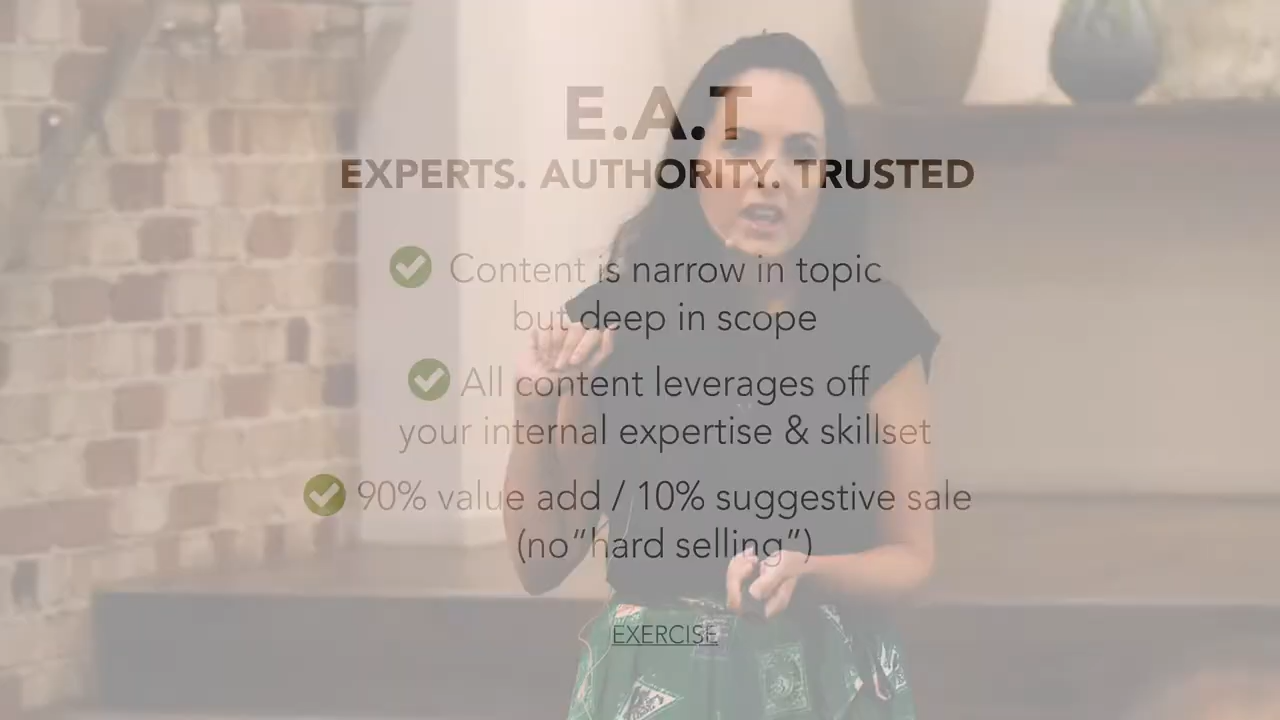 E.A.T
EXPERTS. AUTHORITY. TRUSTED
Content is narrow in topic
but deep in scope
All content leverages off
your internal expertise & skillset
90% value add / 10% suggestive sale
(no“hard selling“)
EXERCISE